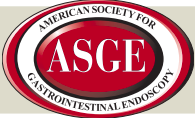 AMERICAN SOCIETY FOR
ASGE
GASTROINTESTINAL ENDOSCOPY